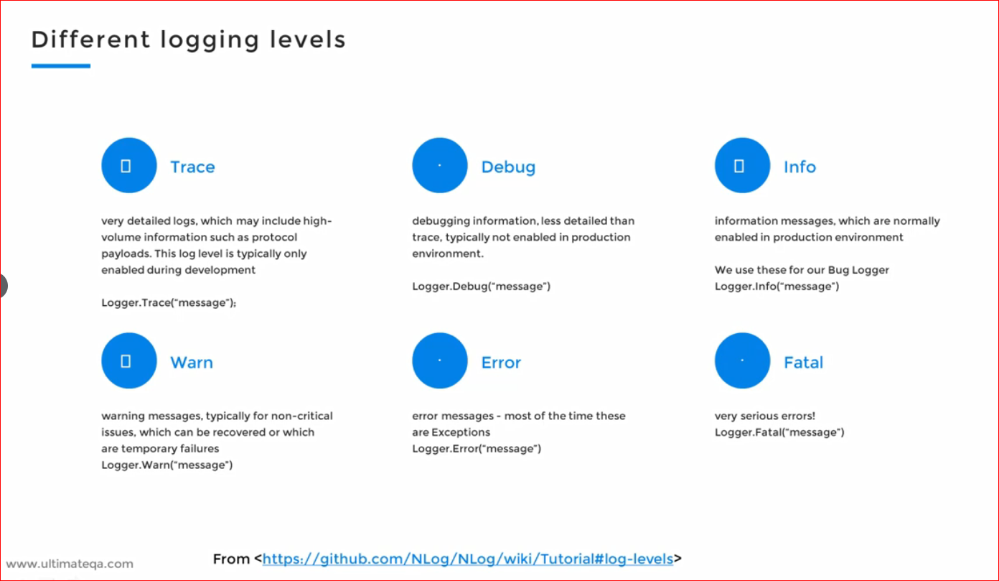 Different logging levels
Trace
very detailed logs, which may include high-
volume information such as protocol
payloads. This log level is typically only
enabled during development
Logger.Trace(“message”);
Debug
debugging information, less detailed than
trace, typically not enabled in production
environment.
Logger.Debug(“message”)
Info
information messages, which are normally
enabled in production environment
We use these for our Bug Logger
Logger.Info(“message”)
Warn
warning messages, typically for non-critical
issues, which can be recovered or which
are temporary failures
Logger.Warn(“message”)
Error
error messages - most of the time these
are Exceptions
Logger.Error(“message”)
Fatal
very serious errors!
Logger.Fatal(“message”)
From <https://github.com/NLog/NLog/wiki/Tutorial#log-levels>
www.ultimateqa.com